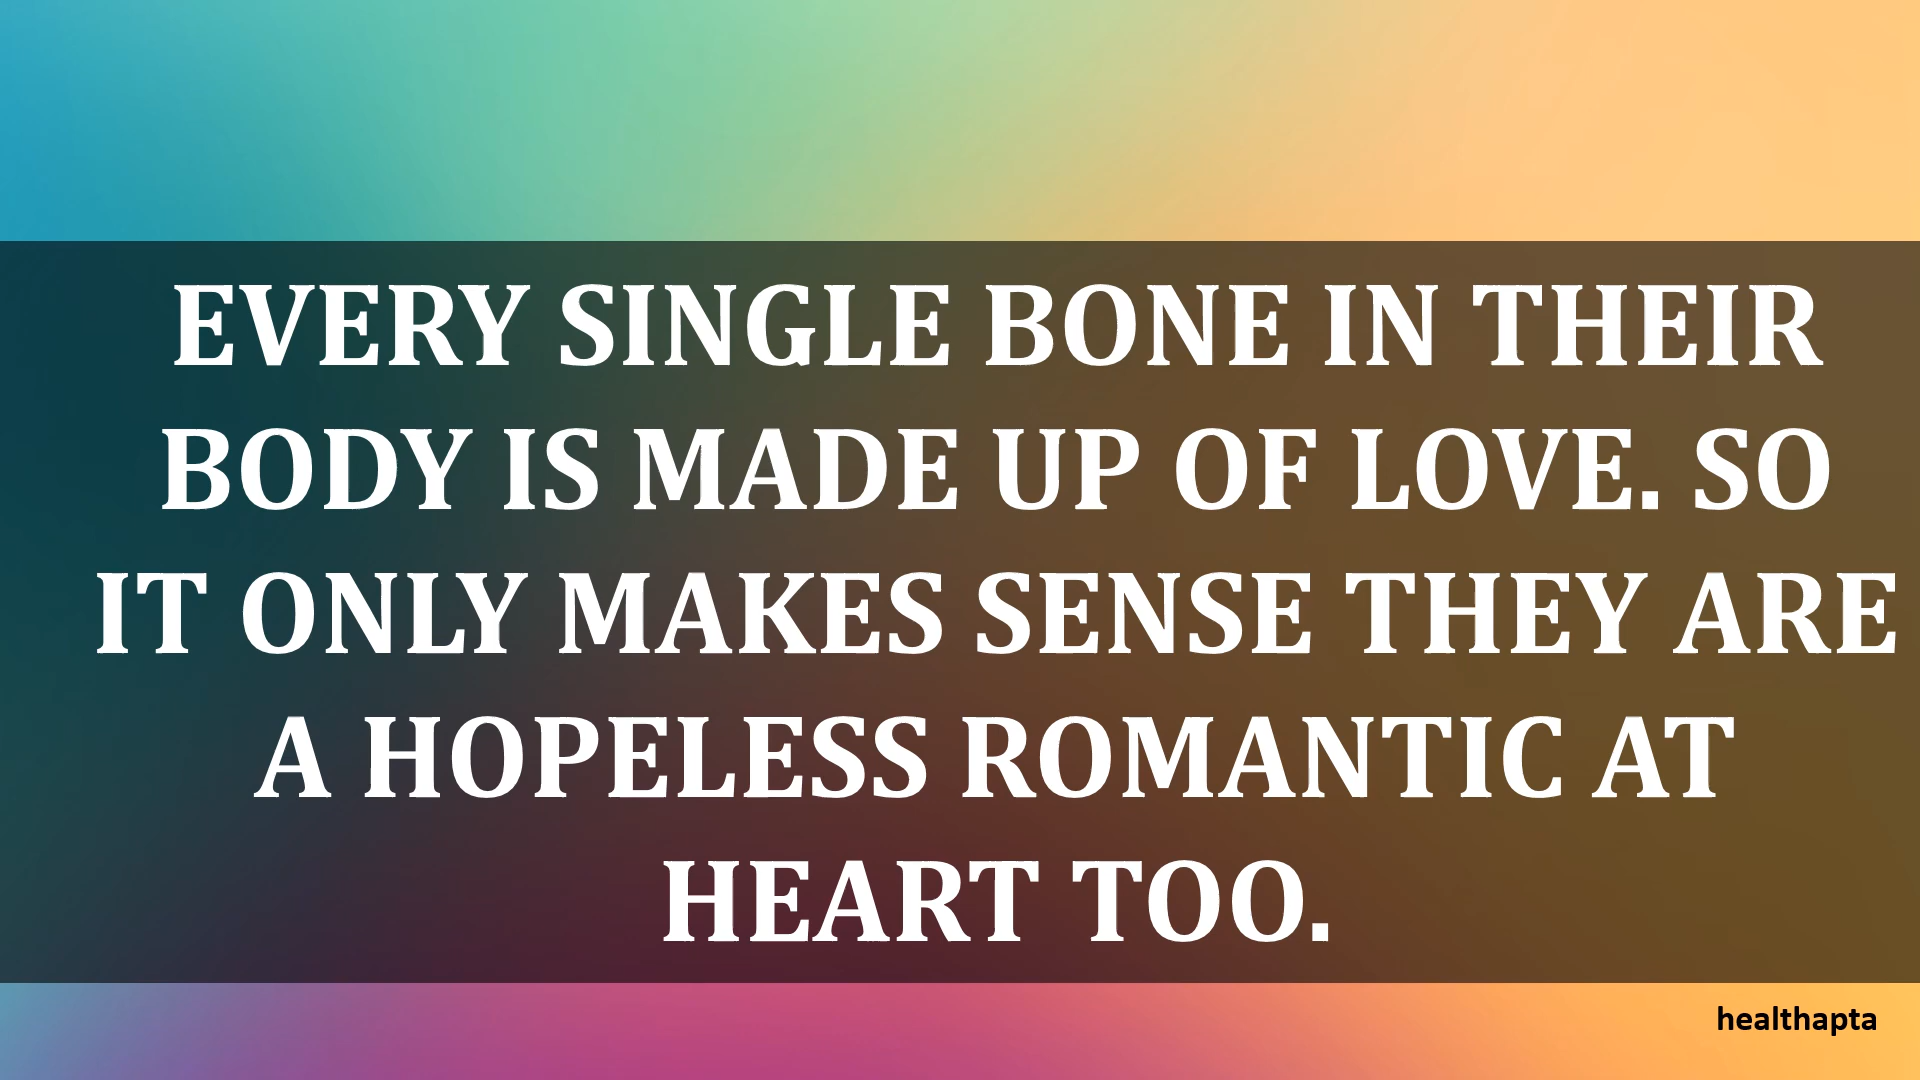 EVERY SINGLE BONE IN THEIR
BODY IS MADE UP OF LOVE. SO
IT ONLY MAKES SENSE THEY ARE
A HOPELESS ROMANTIC AT
HEART TOO.
healthapta